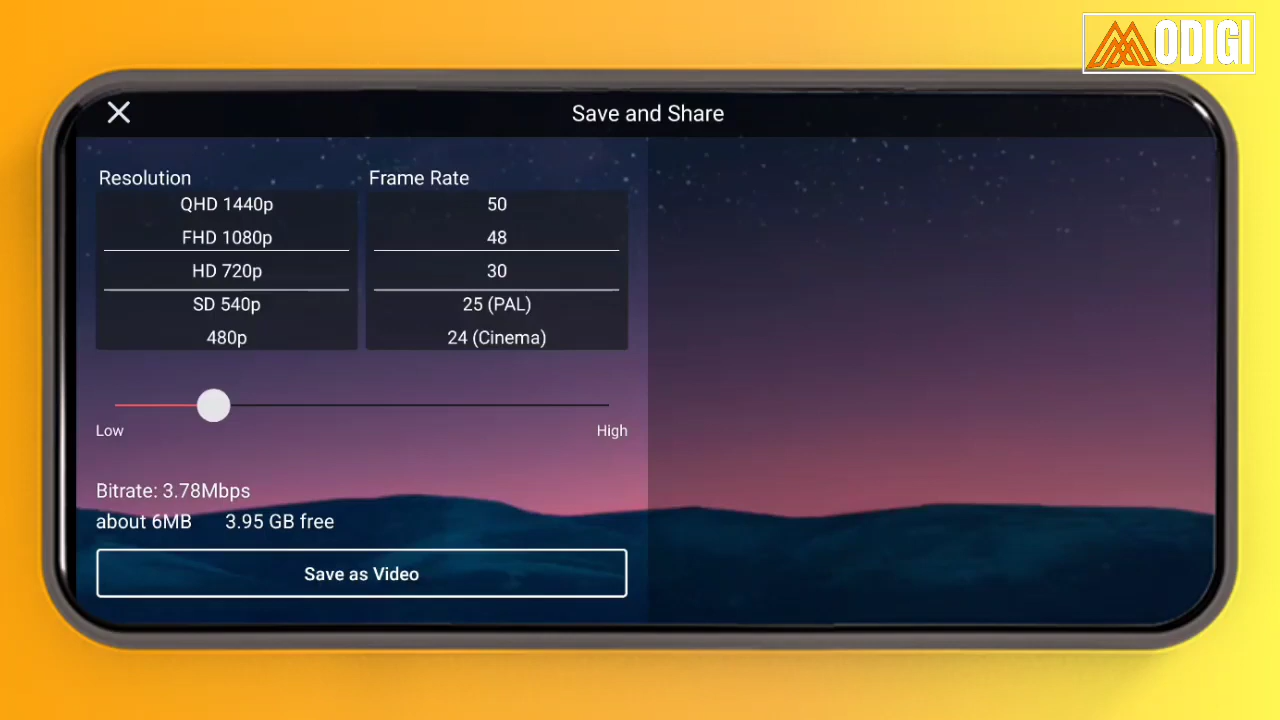 MODIGI
Save and Share
Resolution
QHD 1440p
FHD 1080p
HD 720p
SD 540p
480p
Frame Rate
50
48
30
25 (PAL)
24 (Cinema)
Low
High
Bitrate: 3.78Mbps
about 6MB 3.95 GB free
Save as Video